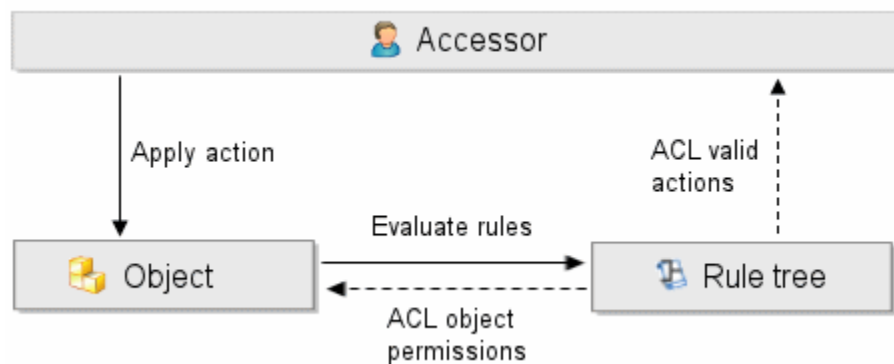 Accessor
Apply action
ACL valid
actions
Evaluate rules
Object
Rule tree
ACL object
permissions